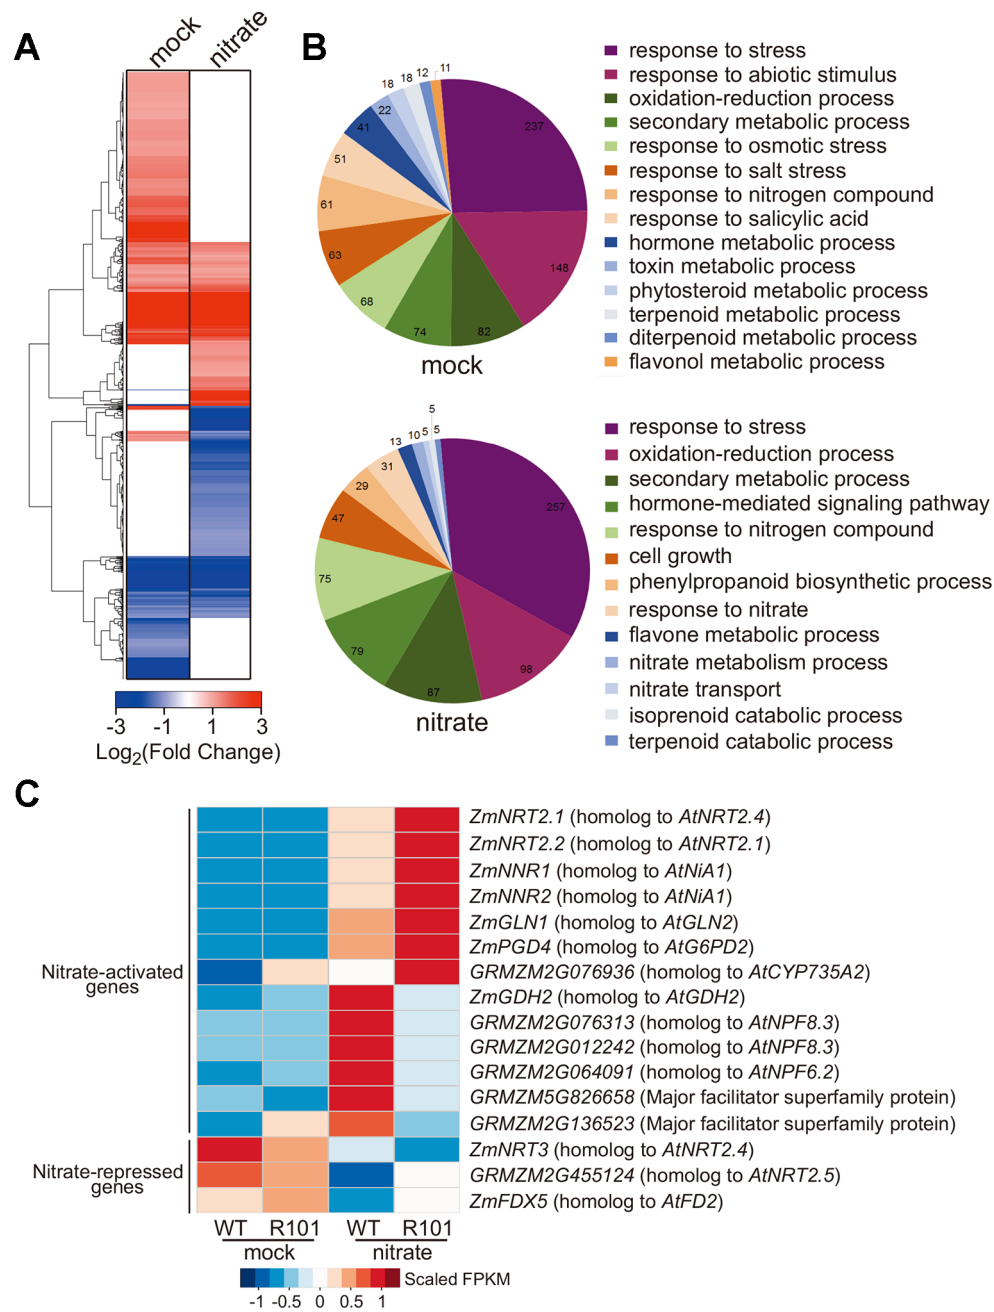 A
mock
nitrate
-3
-1
1
3
Log2(Fold Change)
B
237
148
82
74
68
63
61
51
41
22
18
18
12
11
mock
response to stress
response to abiotic stimulus
oxidation-reduction process
secondary metabolic process
response to osmotic stress
response to salt stress
response to nitrogen compound
response to salicylic acid
hormone metabolic process
toxin metabolic process
phytosteroid metabolic process
terpenoid metabolic process
diterpenoid metabolic process
flavonol metabolic process
257
98
87
79
75
47
29
31
13
10
5
5
5
nitrate
response to stress
oxidation-reduction process
secondary metabolic process
hormone-mediated signaling pathway
response to nitrogen compound
cell growth
phenylpropanoid biosynthetic process
response to nitrate
flavone metabolic process
nitrate metabolism process
nitrate transport
isoprenoid catabolic process
terpenoid catabolic process
C
Nitrate-activated
genes
Nitrate-repressed
genes
ZmNRT2.1 (homolog to AtNRT2.4)
ZmNRT2.2 (homolog to AtNRT2.1)
ZmNNR1 (homolog to AtNiA1)
ZmNNR2 (homolog to AtNiA1)
ZmGLN1 (homolog to AtGLN2)
ZmPGD4 (homolog to AtG6PD2)
GRMZM2G076936 (homolog to AtCYP735A2)
ZmGDH2 (homolog to AtGDH2)
GRMZM2G076313 (homolog to AtNPF8.3)
GRMZM2G012242 (homolog to AtNPF8.3)
GRMZM2G064091 (homolog to AtNPF6.2)
GRMZM5G826658 (Major facilitator superfamily protein)
GRMZM2G136523 (Major facilitator superfamily protein)
ZmNRT3 (homolog to AtNRT2.4)
GRMZM2G455124 (homolog to AtNRT2.5)
ZmFDX5 (homolog to AtFD2)
WT R101 WT R101
mock nitrate
Scaled FPKM
-1 -0.5 0 0.5 1